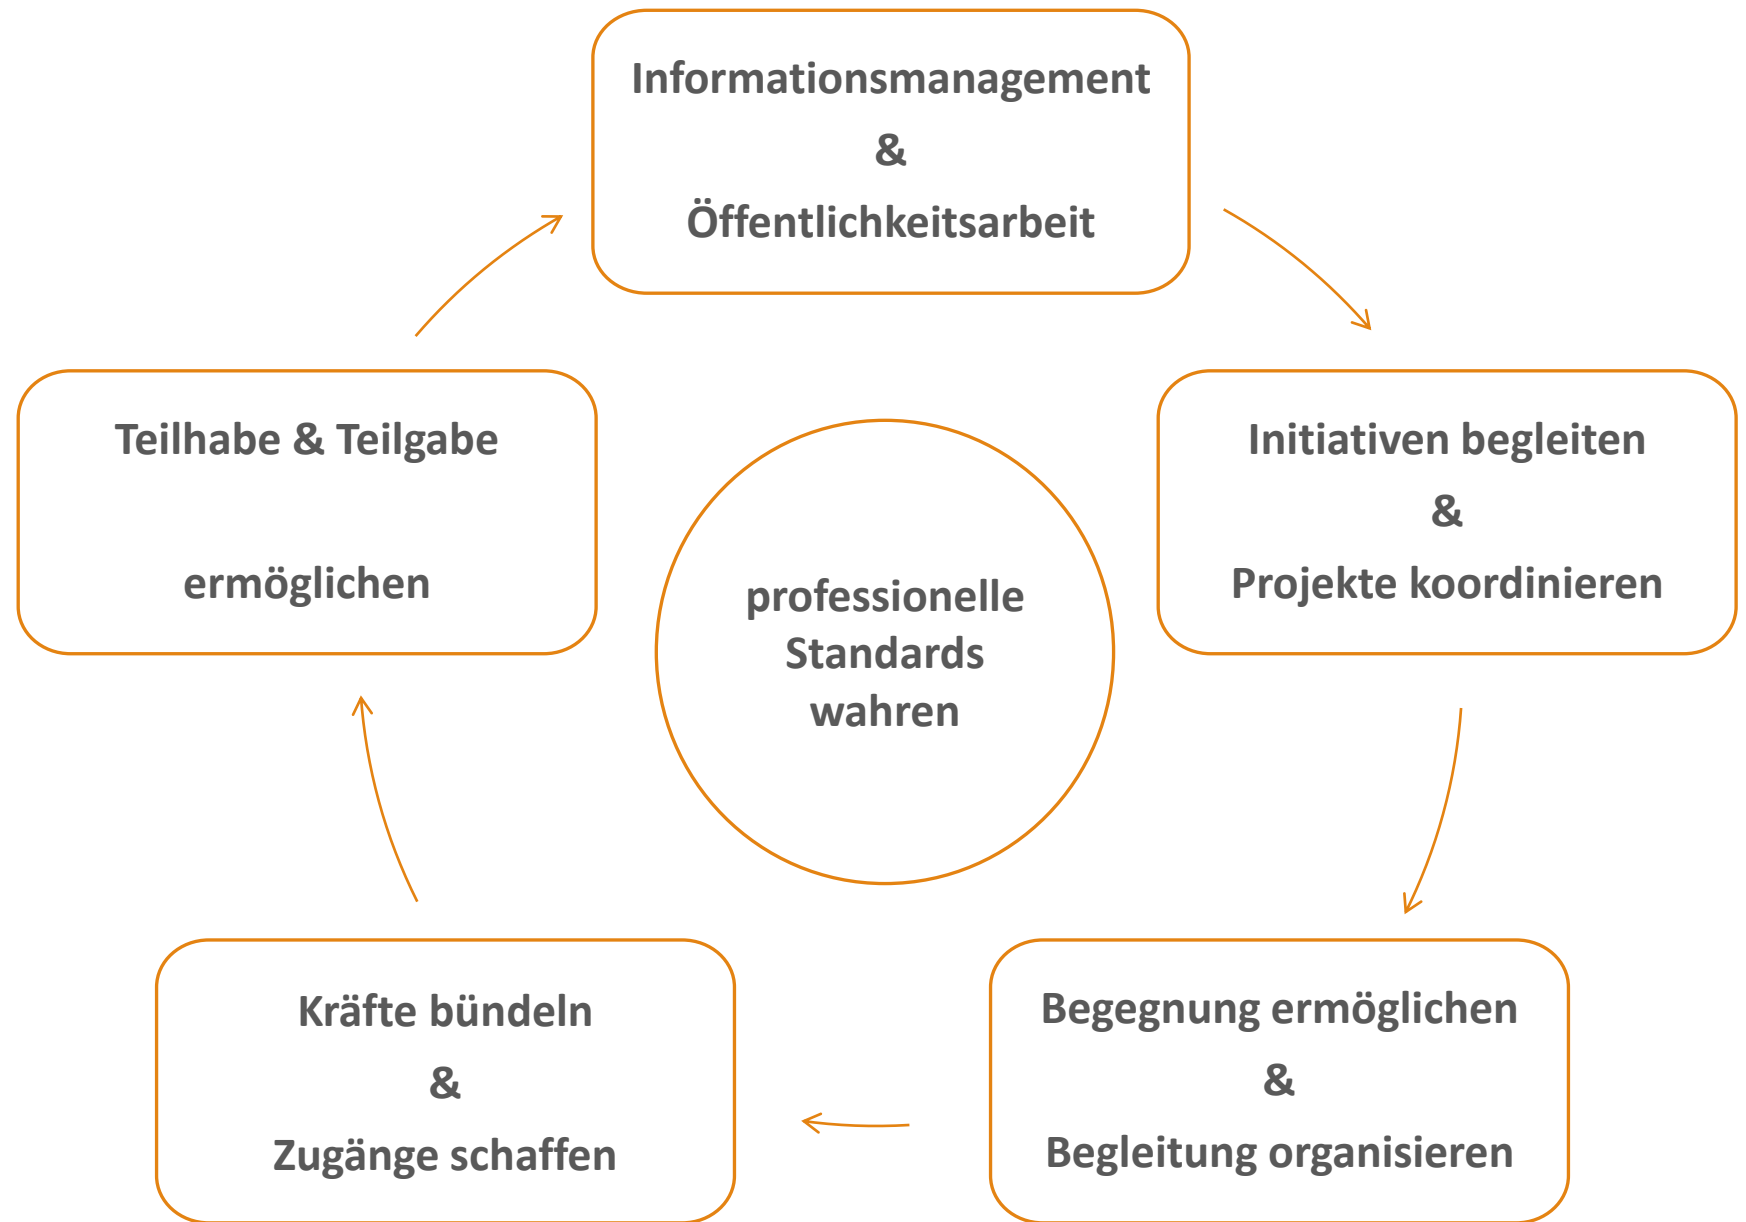 Informationsmanagement
&
Öffentlichkeitsarbeit
Initiativen begleiten
&
Projekte koordinieren
Begegnung ermöglichen
&
Begleitung organisieren
Kräfte bündeln
&
Zugänge schaffen
Teilhabe & Teilgabe
ermöglichen
professionelle
Standards
wahren